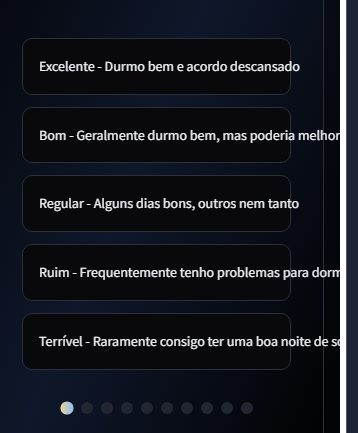 Excelente - Durmo bem e acordo descansado
Bom - Geralmente durmo bem, mas poderia melhor
Regular - Alguns dias bons, outros nem tanto
Ruim - Frequentemente tenho problemas para dorm
Terrível - Raramente consigo ter uma boa noite de so